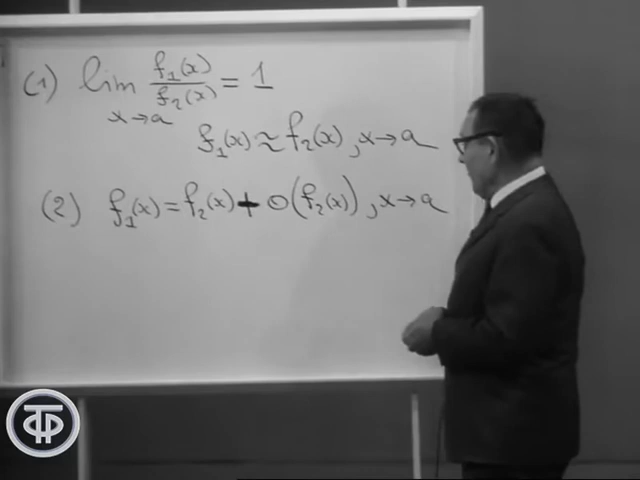 (1) lim f₁(x)/f₂(x) = 1
x→a
f₁(x) ≈ f₂(x), x→a
(2) f₁(x) = f₂(x) + o(f₂(x)), x→a